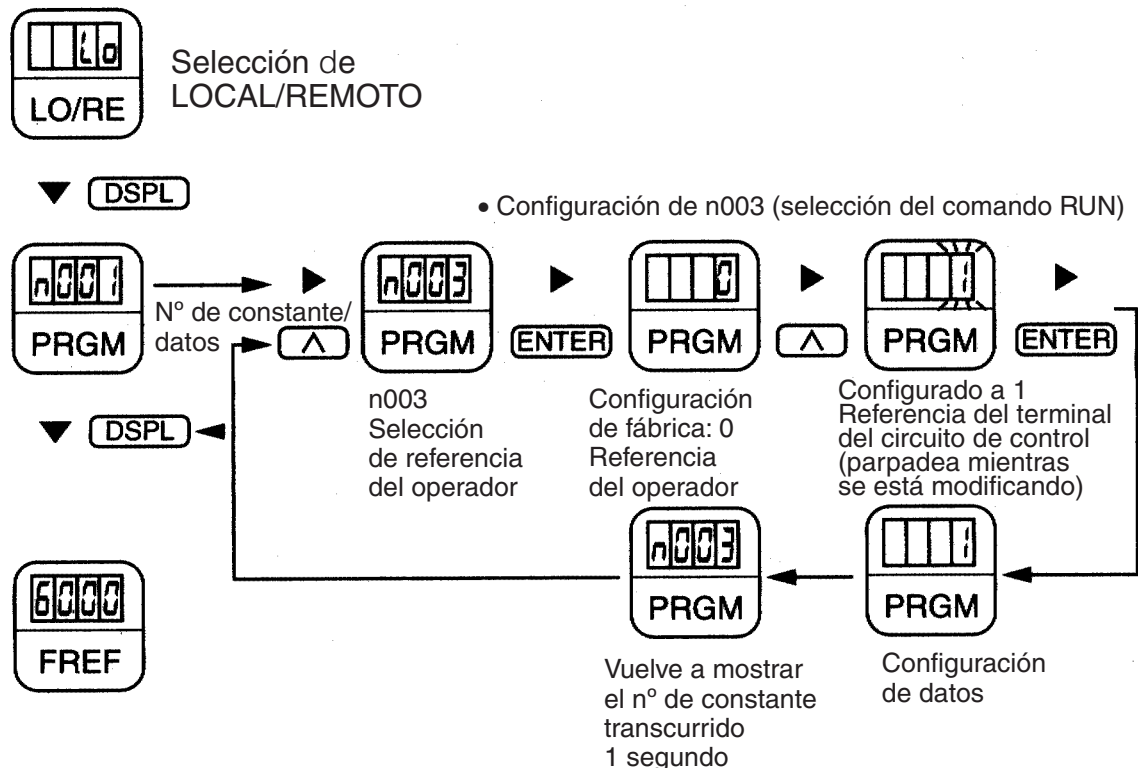 Lo
LO/RE
Selección de
LOCAL/REMOTO
DSPL
• Configuración de n003 (selección del comando RUN)
n001
PRGM
Nº de constante/
datos
n003
PRGM
ENTER
0
PRGM
1
PRGM
ENTER
n003
Selección
de referencia
del operador
Configuración
de fábrica: 0
Referencia
del operador
Configurado a 1
Referencia del terminal
del circuito de control
(parpadea mientras
se está modificando)
DSPL
n003
PRGM
1
PRGM
Vuelve a mostrar
el nº de constante
transcurrido
1 segundo
Configuración
de datos
60.00
FREF